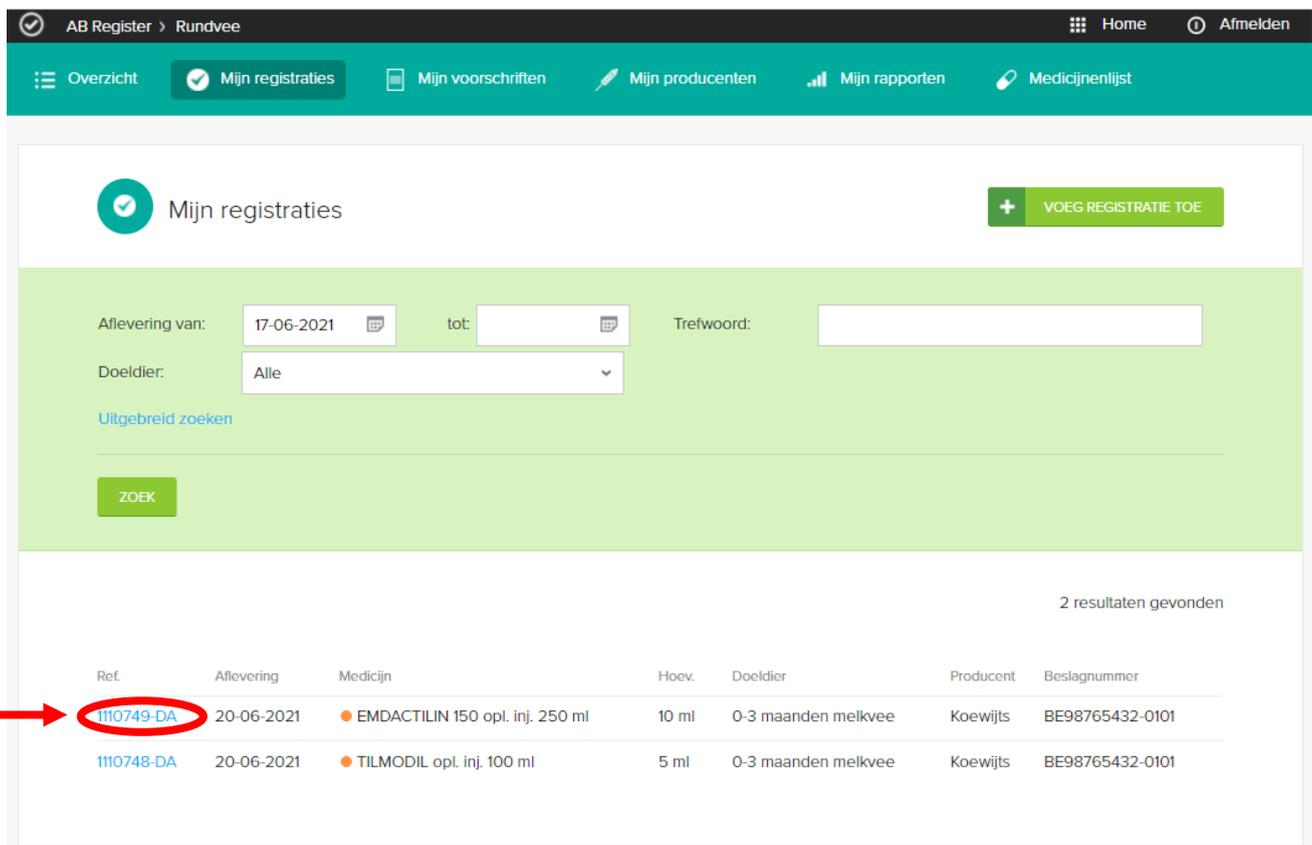 AB Register > Rundvee Home Afmelden
Overzicht Mijn registraties Mijn voorschriften Mijn producenten Mijn rapporten Medicijnenlijst
Mijn registraties + VOEG REGISTRATIE TOE
Aflevering van: 17-06-2021 tot: Trefwoord:
Doeldier: Alle
Uitgebreid zoeken
ZOEK
2 resultaten gevonden
Ref. Aflevering Medicijn Hoev. Doeldier Producent Beslagnummer
1110749-DA 20-06-2021 EMDACTILIN 150 opl. inj. 250 ml 10 ml 0-3 maanden melkvee Koewijts BE98765432-0101
1110748-DA 20-06-2021 TILMODIL opl. inj. 100 ml 5 ml 0-3 maanden melkvee Koewijts BE98765432-0101